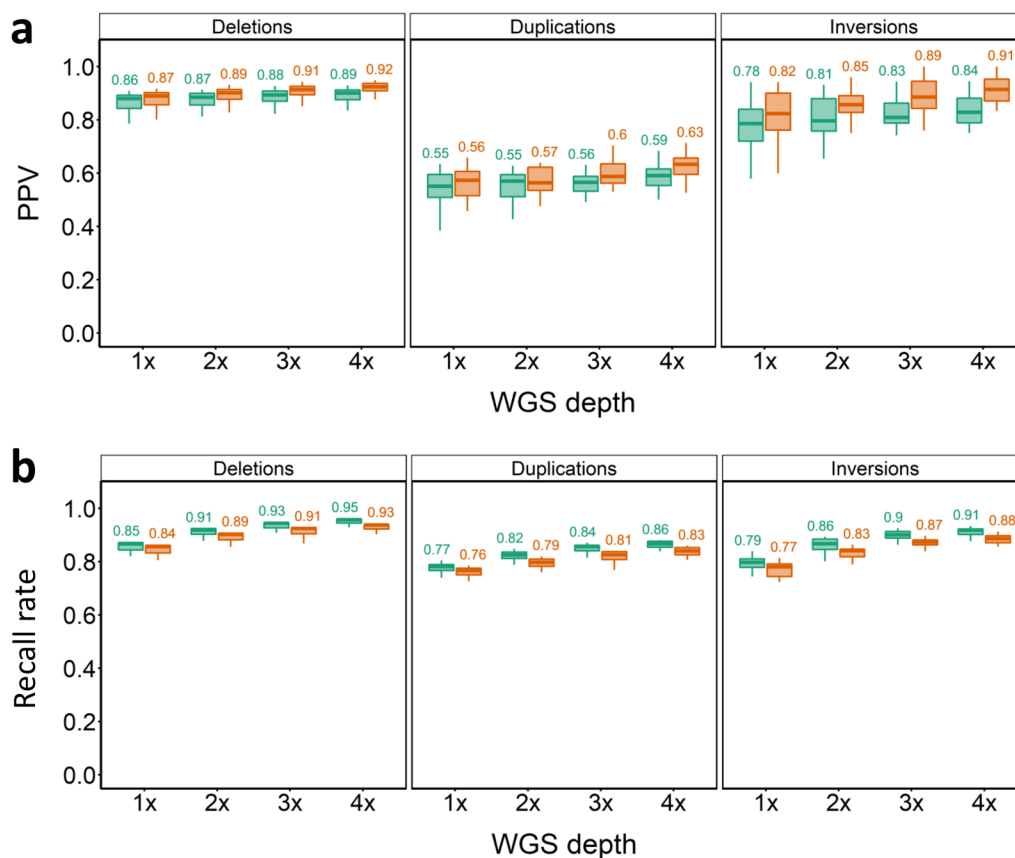 a
Deletions
Duplications
Inversions
PPV
1.0
0.8
0.6
0.4
0.2
0.0
0.86 0.87 0.87 0.89 0.88 0.91 0.89 0.92
0.55 0.56 0.55 0.57 0.56 0.6 0.59 0.63
0.78 0.82 0.81 0.85 0.83 0.89 0.84 0.91
1x 2x 3x 4x
1x 2x 3x 4x
1x 2x 3x 4x
WGS depth
b
Deletions
Duplications
Inversions
Recall rate
1.0
0.8
0.6
0.4
0.2
0.0
0.85 0.84 0.91 0.89 0.93 0.91 0.95 0.93
0.77 0.76 0.82 0.79 0.84 0.81 0.86 0.83
0.79 0.77 0.86 0.83 0.9 0.87 0.91 0.88
1x 2x 3x 4x
1x 2x 3x 4x
1x 2x 3x 4x
WGS depth